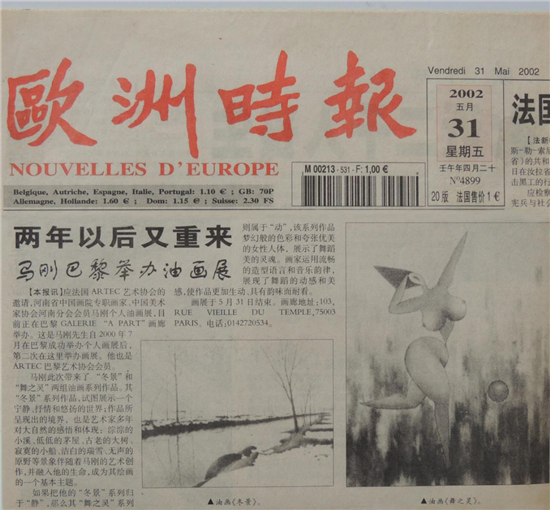 歐洲時報
NOUVELLES D'EUROPE
Belgique, Autriche, Espagne, Italie, Portugal: 1.10 € ; GB: 70P
Allemagne, Hollande: 1.60 € ; Dom: 1.15 € ; Suisse: 2.30 FS
M 00213 - 531 - F: 1,00 €
Vendredi 31 Mai 2002
2002
五月
31
星期五
壬午年四月二十
N°4899
20版 法国售价1€
法国
两年以后又重来
马刚巴黎举办油画展
【本报讯】应法国ARTEC艺术协会的
邀请,河南省中国画院专职画家、中国美术
家协会河南分会会员马刚个人油画展,目
前正在巴黎GALERIE "A PART"画廊
举办。这是马刚先生自2000年7
月在巴黎成功举办个人画展后,
第二次在这里举办画展。他也是
ARTEC巴黎艺术协会会员。
马刚此次带来了"冬景"和
"舞之灵"两组油画系列作品。其
"冬景"系列作品,试图展示一个
宁静、抒情和悠扬的世界;作品所
呈现出的境界,也是艺术家多年
对大自然的感悟和体现:淙淙的
小溪、低低的茅屋、古老的大树、
寂寞的小船、洁白的瑞雪、无声的
原野等景象伴随着马刚的艺术创
作,并融入他的生命,成为其绘画
的一个基本主题。
如果把他的"冬景"系列归
于"静",那么其"舞之灵"系列
则属于"动",该系列作品
梦幻般的色彩和夸张优美
的女性人体,展示了舞蹈
美的灵魂。画家运用流畅
的造型语言和音乐韵律,
展现了舞蹈的动感和美
感,使作品更加生动、具有韵味而耐看。
画展于5月31日结束。画廊地址:103,
RUE VIEILLE DU TEMPLE,75003
PARIS。电话:0142720534。
▲油画《冬景》。
▲油画《舞之灵》。